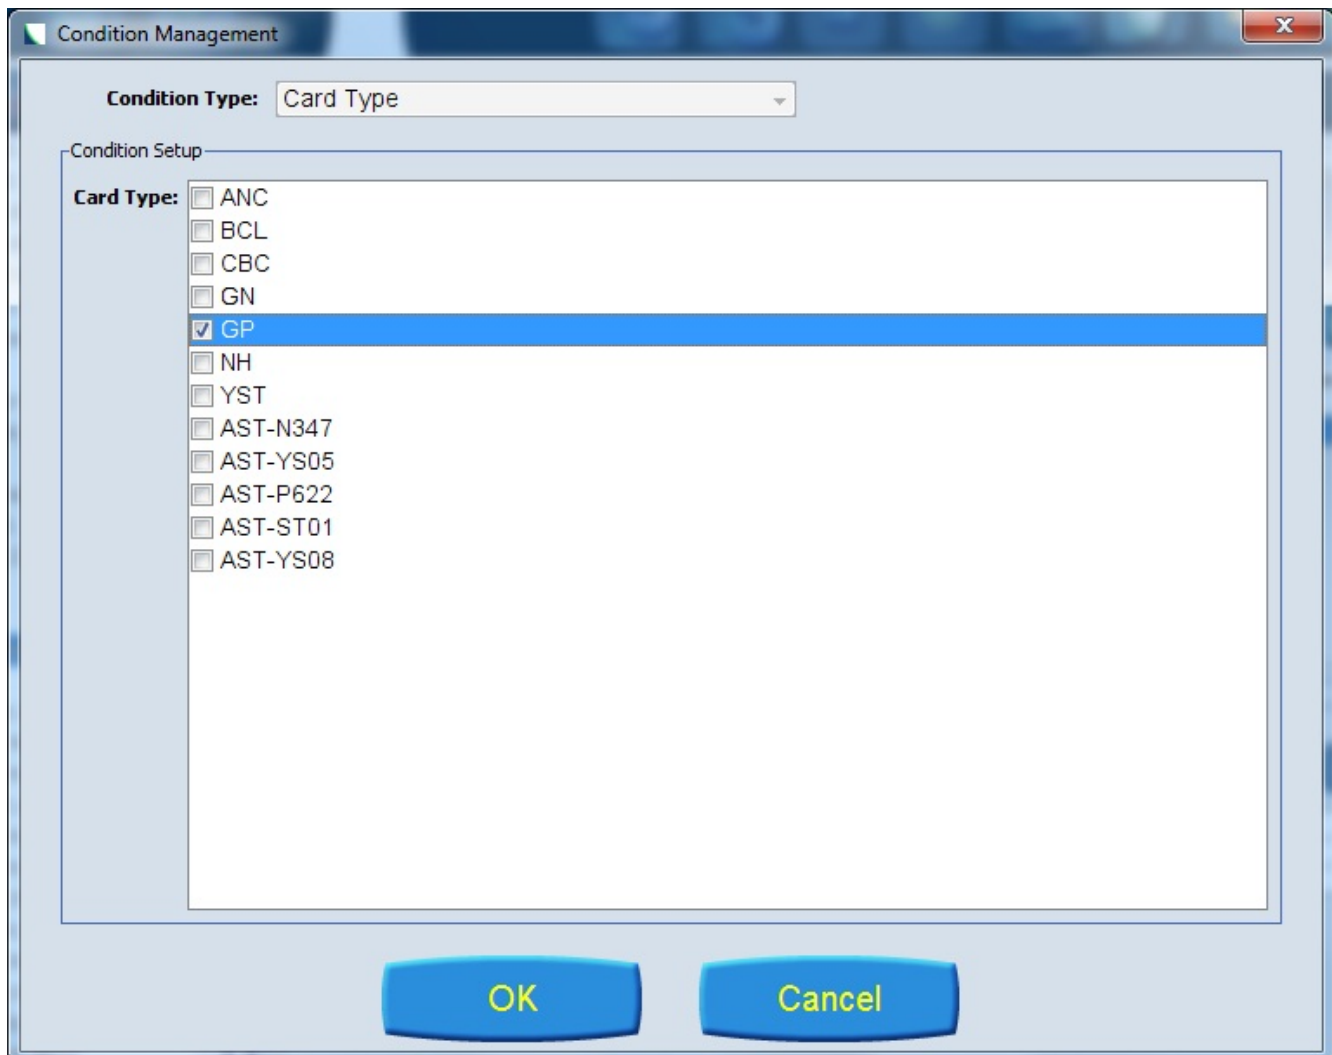 Condition Management
Condition Type: Card Type
Condition Setup
Card Type: ANC
BCL
CBC
GN
GP
NH
YST
AST-N347
AST-YS05
AST-P622
AST-ST01
AST-YS08
OK Cancel